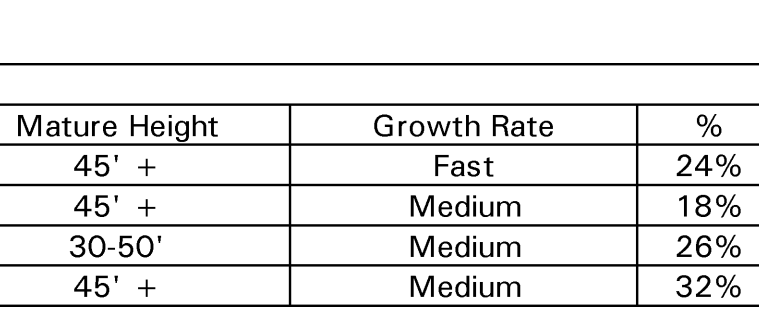 Mature Height Growth Rate %
45' + Fast 24%
45' + Medium 18%
30-50' Medium 26%
45' + Medium 32%